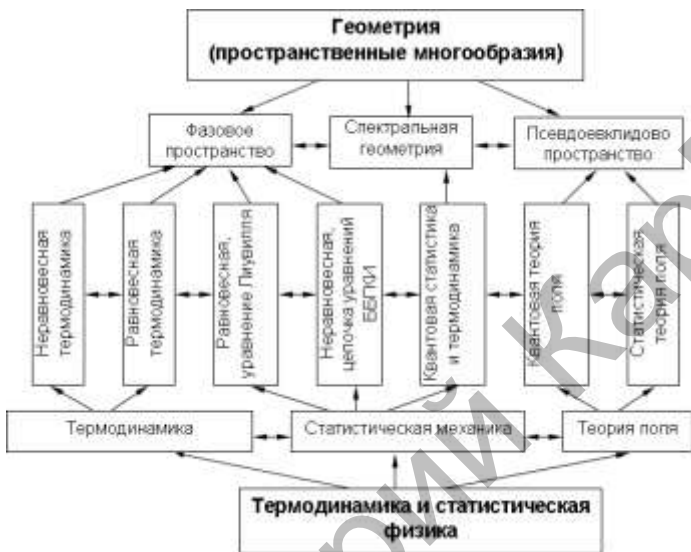 Геометрия
(пространственные многообразия)
Фазовое
пространство
Спектральная
геометрия
Псевдоевклидово
пространство
Неравновесная
термодинамика
Равновесная
термодинамика
Равновесная,
уравнение Лиувилля
Неравновесная,
цепочка уравнений
ББГКИ
Квантовая статистика
и термодинамика
Квантовая теория
поля
Статистическая
теория поля
Термодинамика
Статистическая механика
Теория поля
Термодинамика и статистическая
физика